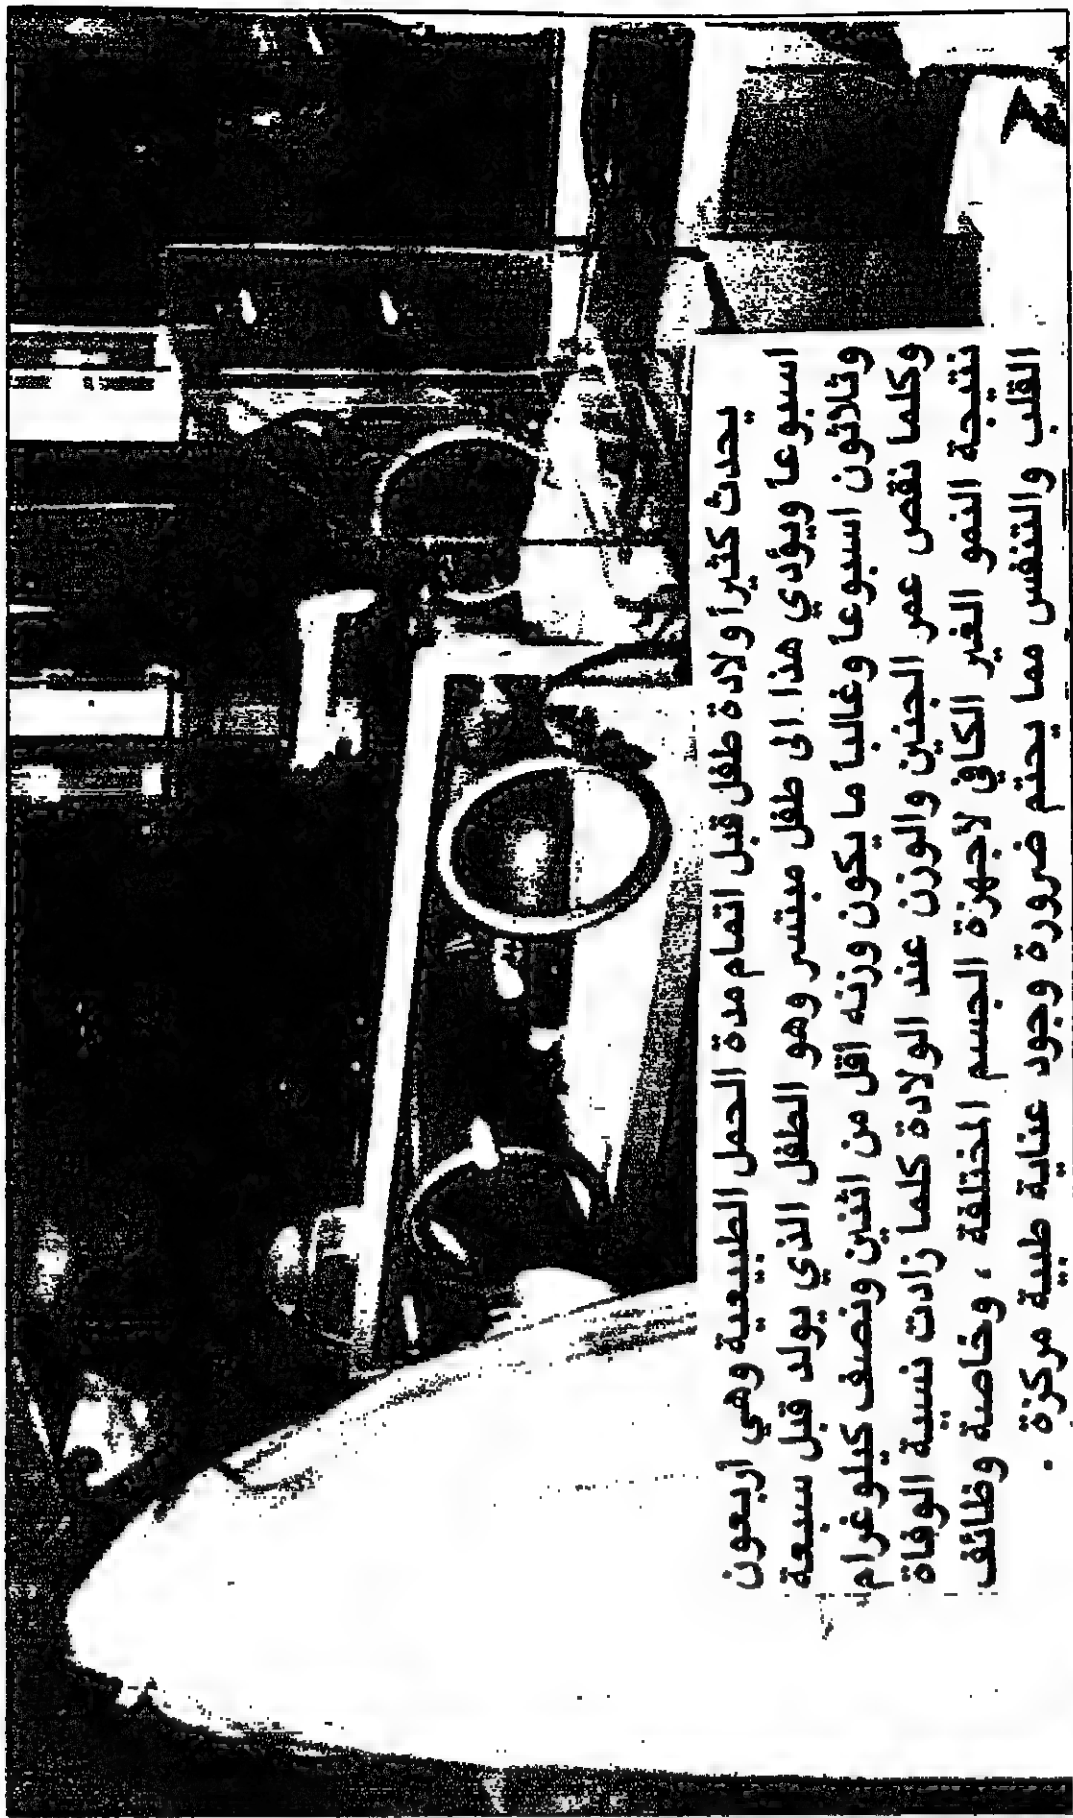 يحدث كثيراً ولادة طفل قبل اتمام مدة الحمل الطبيعية وهي أربعون
اسبوعاً ويؤدي هذا الى طفل مبتسر وهو الطفل الذي يولد قبل سبعة
وثلاثون اسبوعا وغالبا ما يكون وزنه اقل من اثنين ونصف كيلو غرام
وكلما نقص عمر الجنين والوزن عند الولادة كلما زادت نسبة الوفاة
نتيجة النمو الغير الكافي لأجهزة الجسم المختلفة ، وخاصة وظائف
القلب والتنفس مما يحتم ضرورة وجود عناية طبية مركزة .